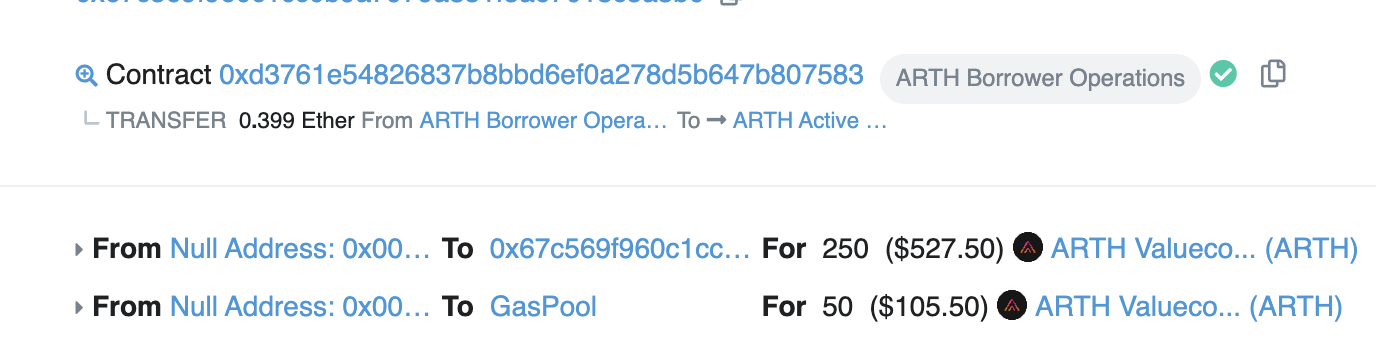 Contract 0xd3761e54826837b8bbd6ef0a278d5b647b807583 ARTH Borrower Operations
TRANSFER 0.399 Ether From ARTH Borrower Opera... To → ARTH Active ...
From Null Address: 0x00... To 0x67c569f960c1cc... For 250 ($527.50) ARTH Valueco... (ARTH)
From Null Address: 0x00... To GasPool For 50 ($105.50) ARTH Valueco... (ARTH)